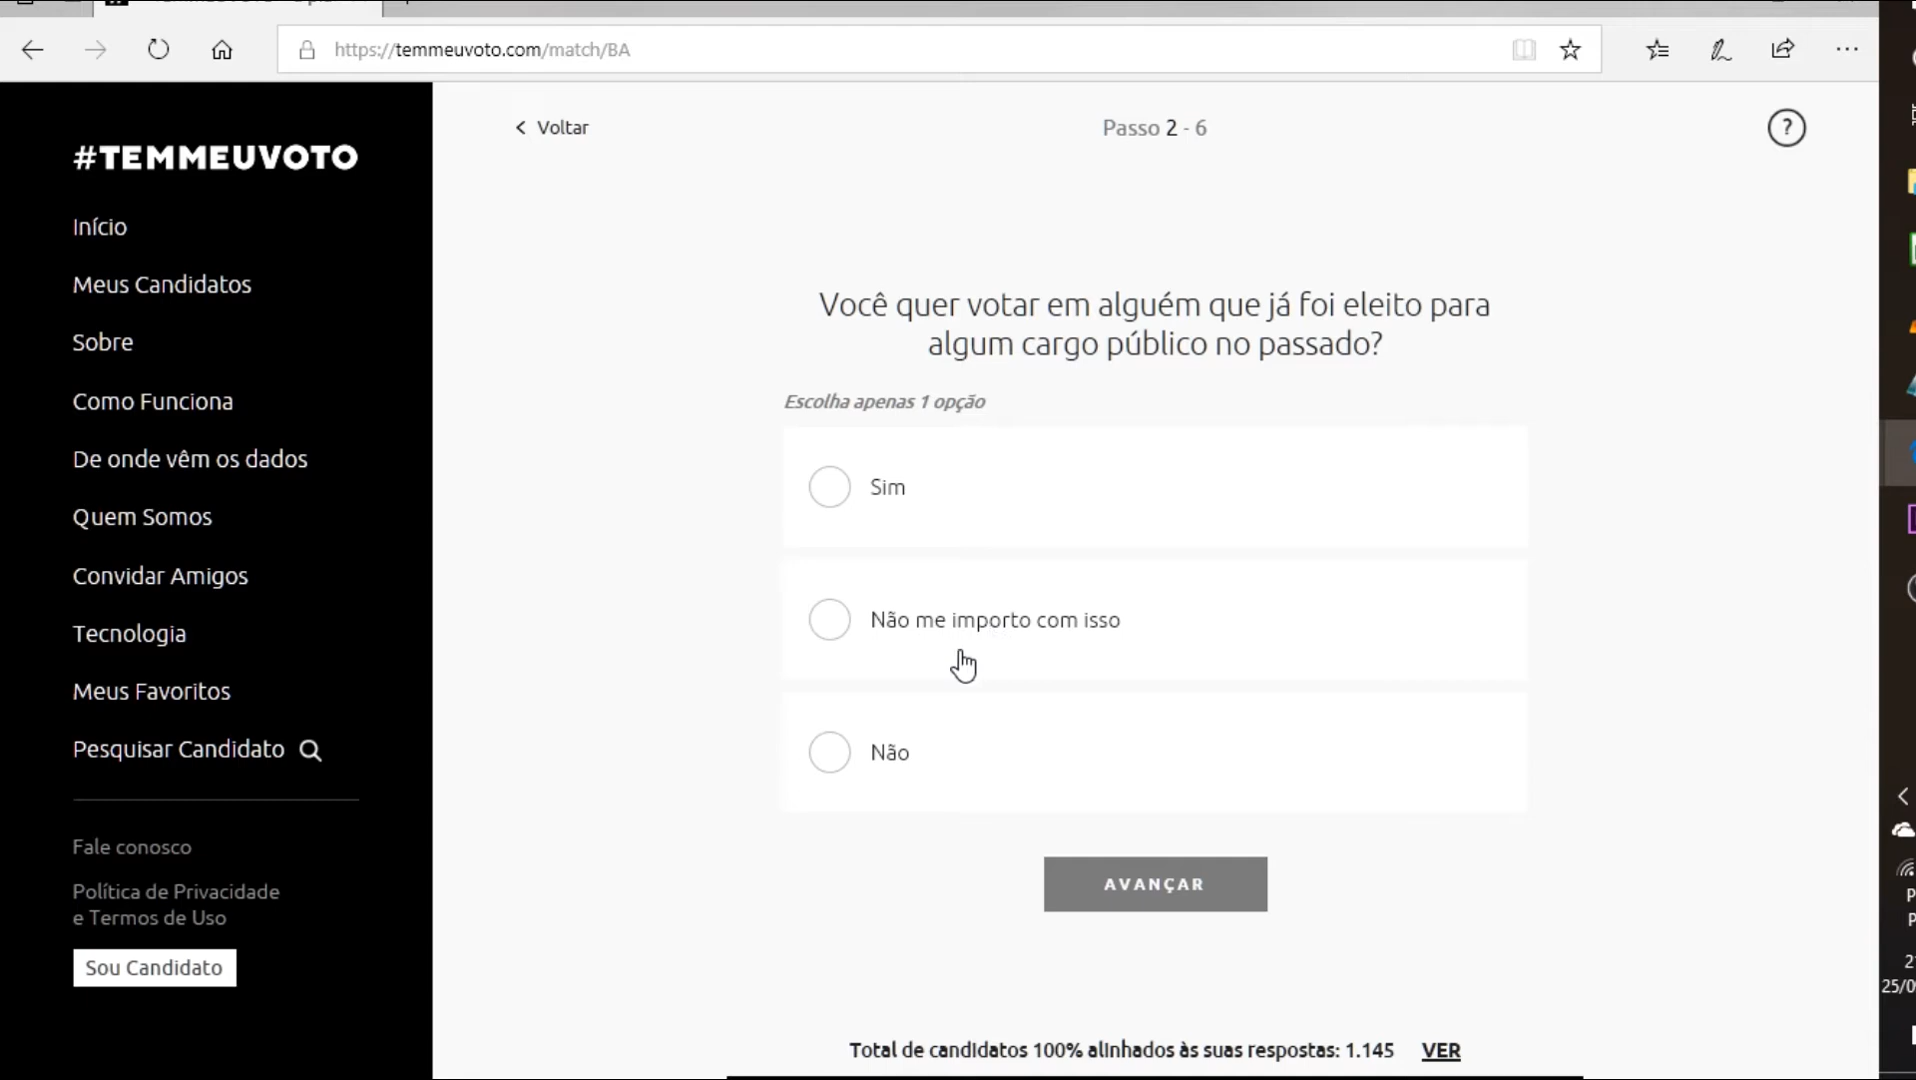 https://temmeuvoto.com/match/BA
#TEMMEUVOTO
Início
Meus Candidatos
Sobre
Como Funciona
De onde vêm os dados
Quem Somos
Convidar Amigos
Tecnologia
Meus Favoritos
Pesquisar Candidato
Fale conosco
Política de Privacidade
e Termos de Uso
Sou Candidato
Voltar
Passo 2 - 6
?
Você quer votar em alguém que já foi eleito para
algum cargo público no passado?
Escolha apenas 1 opção
Sim
Não me importo com isso
Não
AVANÇAR
Total de candidatos 100% alinhados às suas respostas: 1.145 VER